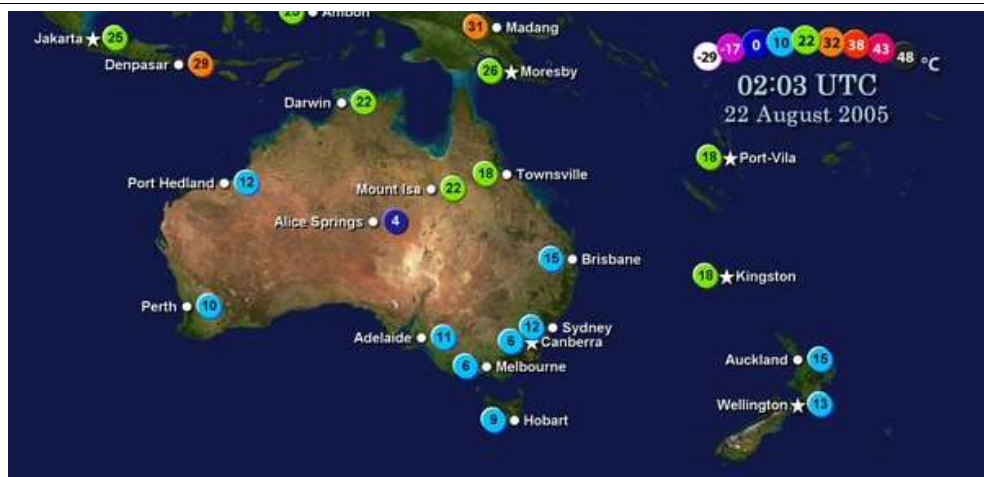 Ambon
31 Madang
Jakarta 25
Denpasar 29
26 Moresby
-29 -17 0 10 22 32 38 43 48 °C
02:03 UTC
22 August 2005
Darwin 22
18 Port-Vila
Port Hedland 12
18 Townsville
Mount Isa 22
Alice Springs 4
15 Brisbane
18 Kingston
Perth 10
12 Sydney
Adelaide 11
6 Canberra
6 Melbourne
Auckland 15
Wellington 13
9 Hobart